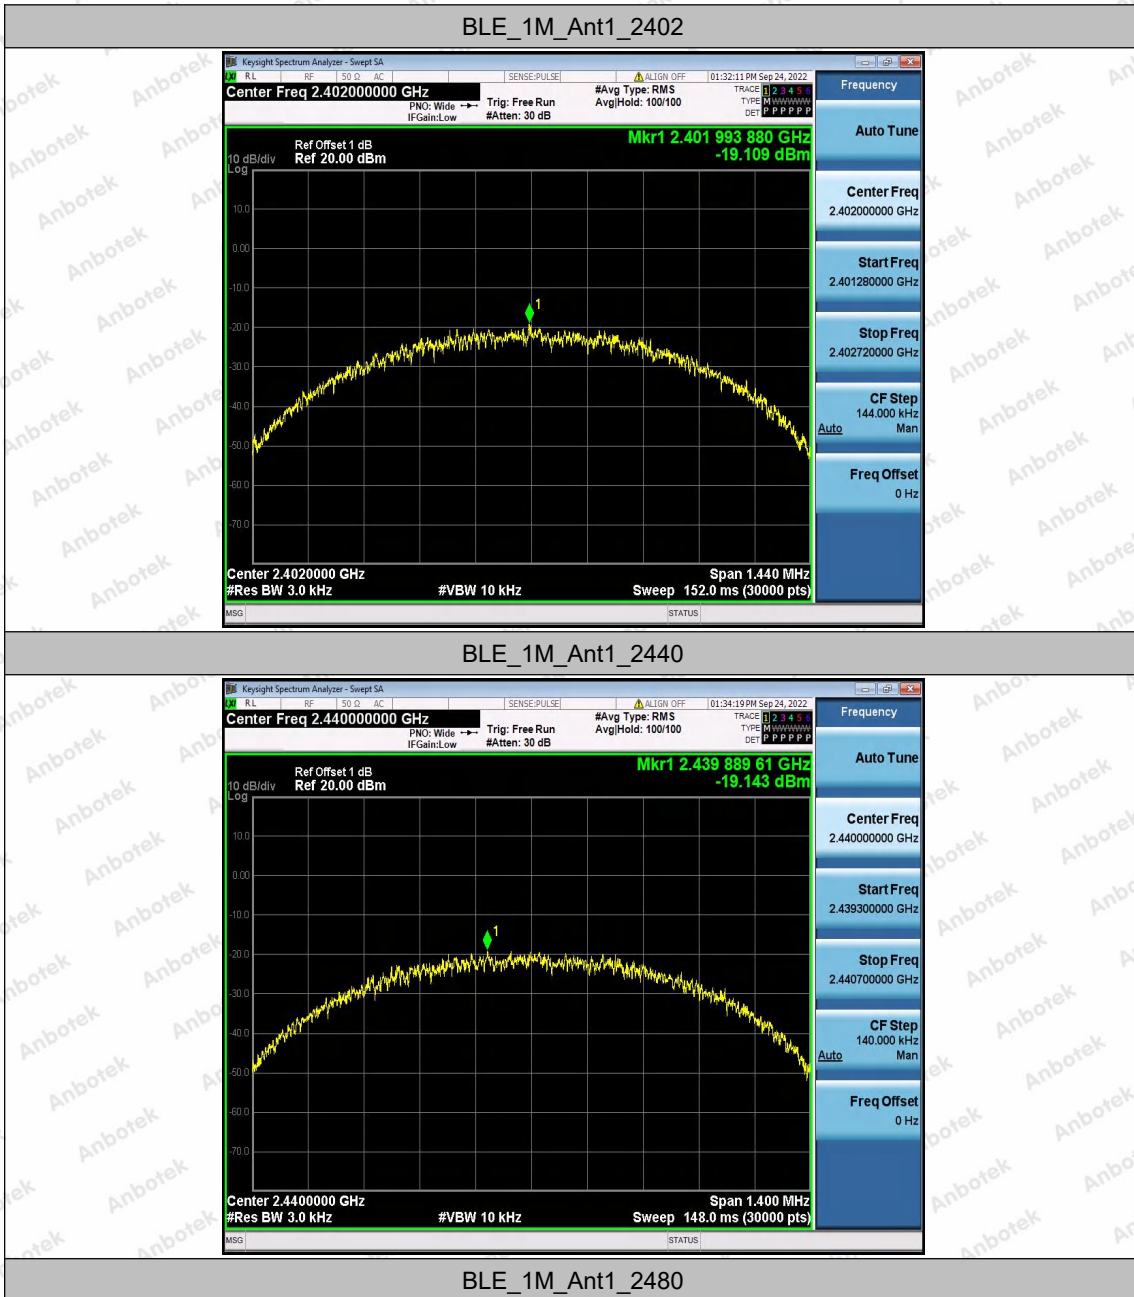 BLE_1M_Ant1_2402
Keysight Spectrum Analyzer - Swept SA
LXI RL RF 50 Ω AC SENSE:PULSE ALIGN OFF 01:32:11 PM Sep 24, 2022
Center Freq 2.402000000 GHz
PNO: Wide
IFGain:Low
Trig: Free Run
#Atten: 30 dB
#Avg Type: RMS
Avg|Hold: 100/100
TRACE 1 2 3 4 5 6
TYPE M WWWWW
DET P P P P P P
Ref Offset 1 dB
10 dB/div Ref 20.00 dBm
Log
Mkr1 2.401 993 880 GHz
-19.109 dBm
10.0
0.00
-10.0
1
-20.0
-30.0
-40.0
-50.0
-60.0
-70.0
Center 2.4020000 GHz Span 1.440 MHz
#Res BW 3.0 kHz #VBW 10 kHz Sweep 152.0 ms (30000 pts)
MSG STATUS
Frequency
Auto Tune
Center Freq
2.402000000 GHz
Start Freq
2.401280000 GHz
Stop Freq
2.402720000 GHz
CF Step
144.000 kHz
Auto Man
Freq Offset
0 Hz
BLE_1M_Ant1_2440
Keysight Spectrum Analyzer - Swept SA
LXI RL RF 50 Ω AC SENSE:PULSE ALIGN OFF 01:34:19 PM Sep 24, 2022
Center Freq 2.440000000 GHz
PNO: Wide
IFGain:Low
Trig: Free Run
#Atten: 30 dB
#Avg Type: RMS
Avg|Hold: 100/100
TRACE 1 2 3 4 5 6
TYPE M WWWWW
DET P P P P P P
Ref Offset 1 dB
10 dB/div Ref 20.00 dBm
Log
Mkr1 2.439 889 61 GHz
-19.143 dBm
10.0
0.00
-10.0
1
-20.0
-30.0
-40.0
-50.0
-60.0
-70.0
Center 2.4400000 GHz Span 1.400 MHz
#Res BW 3.0 kHz #VBW 10 kHz Sweep 148.0 ms (30000 pts)
MSG STATUS
Frequency
Auto Tune
Center Freq
2.440000000 GHz
Start Freq
2.439300000 GHz
Stop Freq
2.440700000 GHz
CF Step
140.000 kHz
Auto Man
Freq Offset
0 Hz
BLE_1M_Ant1_2480